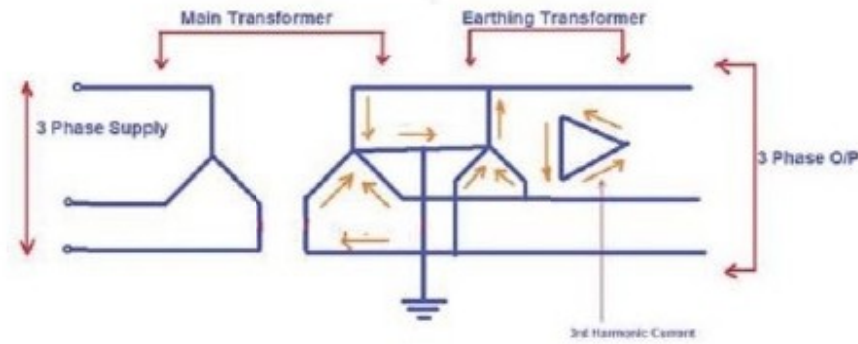 Main Transformer
Earthing Transformer
3 Phase Supply
3 Phase O/P
3rd Harmonic Current